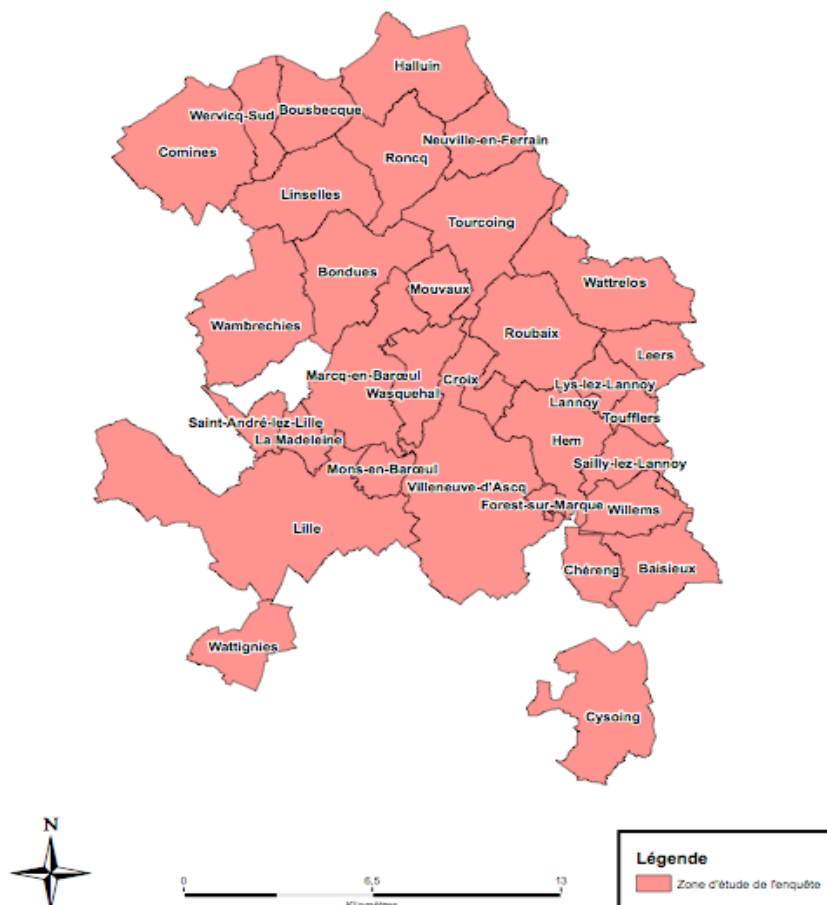 Halluin
Wervicq-Sud
Bousbecque
Neuville-en-Ferrain
Comines
Roncq
Linselles
Tourcoing
Bondues
Mouvaux
Wattrelos
Wambrechies
Roubaix
Leers
Marcq-en-Barœul
Croix
Lys-lez-Lannoy
Wasquehal
Lannoy
Saint-André-lez-Lille
Toufflers
La Madeleine
Hem
Mons-en-Barœul
Sailly-lez-Lannoy
Villeneuve-d'Ascq
Forest-sur-Marque
Willems
Lille
Chéreng
Baisieux
Wattignies
Cysoing
N
0 6,5 13
Kilomètres
Légende
Zone d'étude de l'enquête